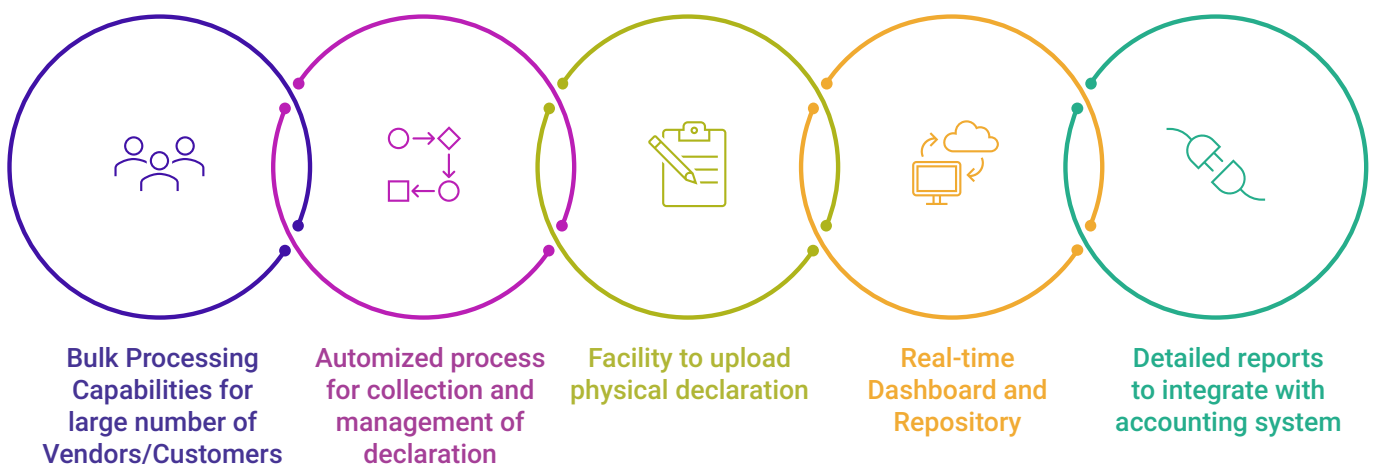 Bulk Processing
Capabilities for
large number of
Vendors/Customers
Automized process
for collection and
management of
declaration
Facility to upload
physical declaration
Real-time
Dashboard and
Repository
Detailed reports
to integrate with
accounting system